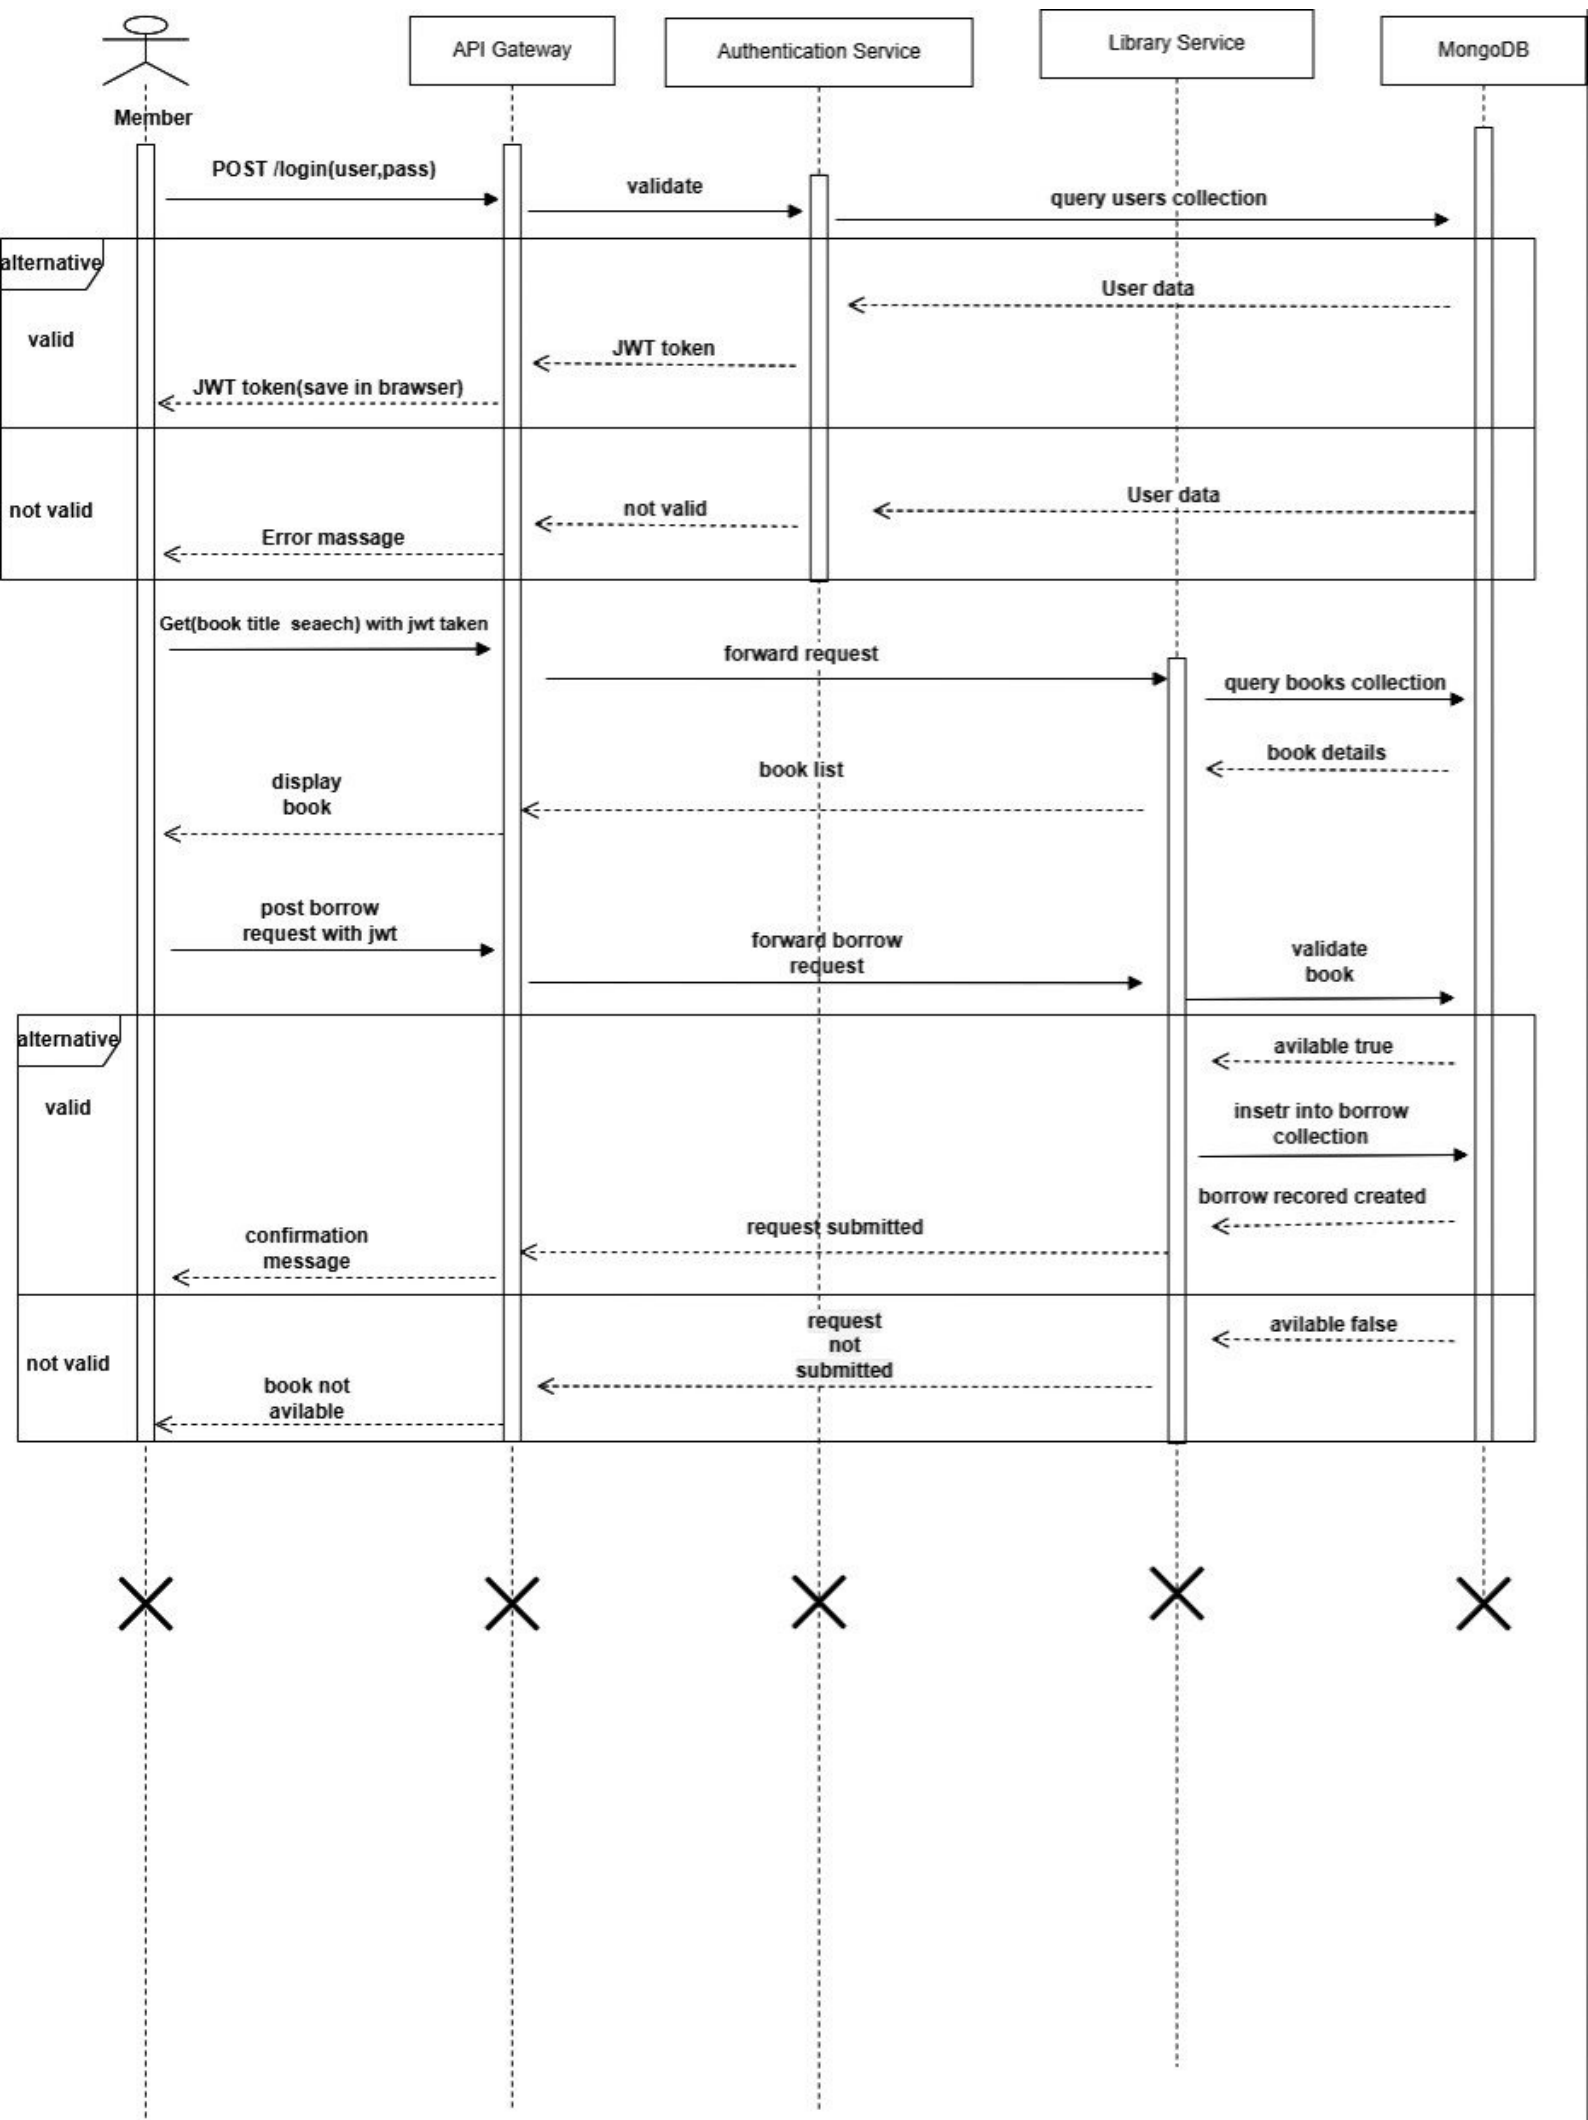 API Gateway
Authentication Service
Library Service
MongoDB
Member
POST /login(user,pass)
validate
query users collection
alternative
User data
valid
JWT token
JWT token(save in brawser)
User data
not valid
not valid
Error massage
Get(book title seaech) with jwt taken
forward request
query books collection
book details
book list
display
book
post borrow
request with jwt
forward borrow
request
validate
book
alternative
avilable true
valid
insetr into borrow
collection
borrow recored created
request submitted
confirmation
message
request
not
submitted
avilable false
not valid
book not
avilable